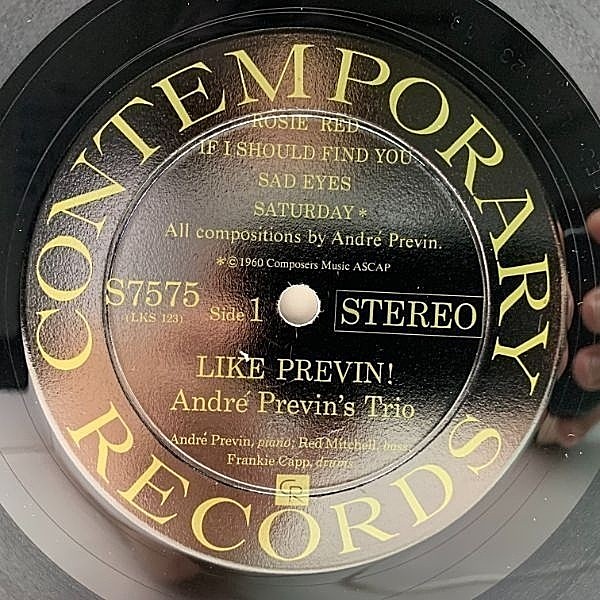 CONTEMPORARY
ROSIE RED
IF I SHOULD FIND YOU
SAD EYES
SATURDAY*
All compositions by André Previn.
*©1960 Composers Music ASCAP
S7575
(LKS 123)
Side 1
STEREO
LIKE PREVIN!
André Previn's Trio
André Previn, piano; Red Mitchell, bass;
Frankie Capp, drums.
CR
RECORDS